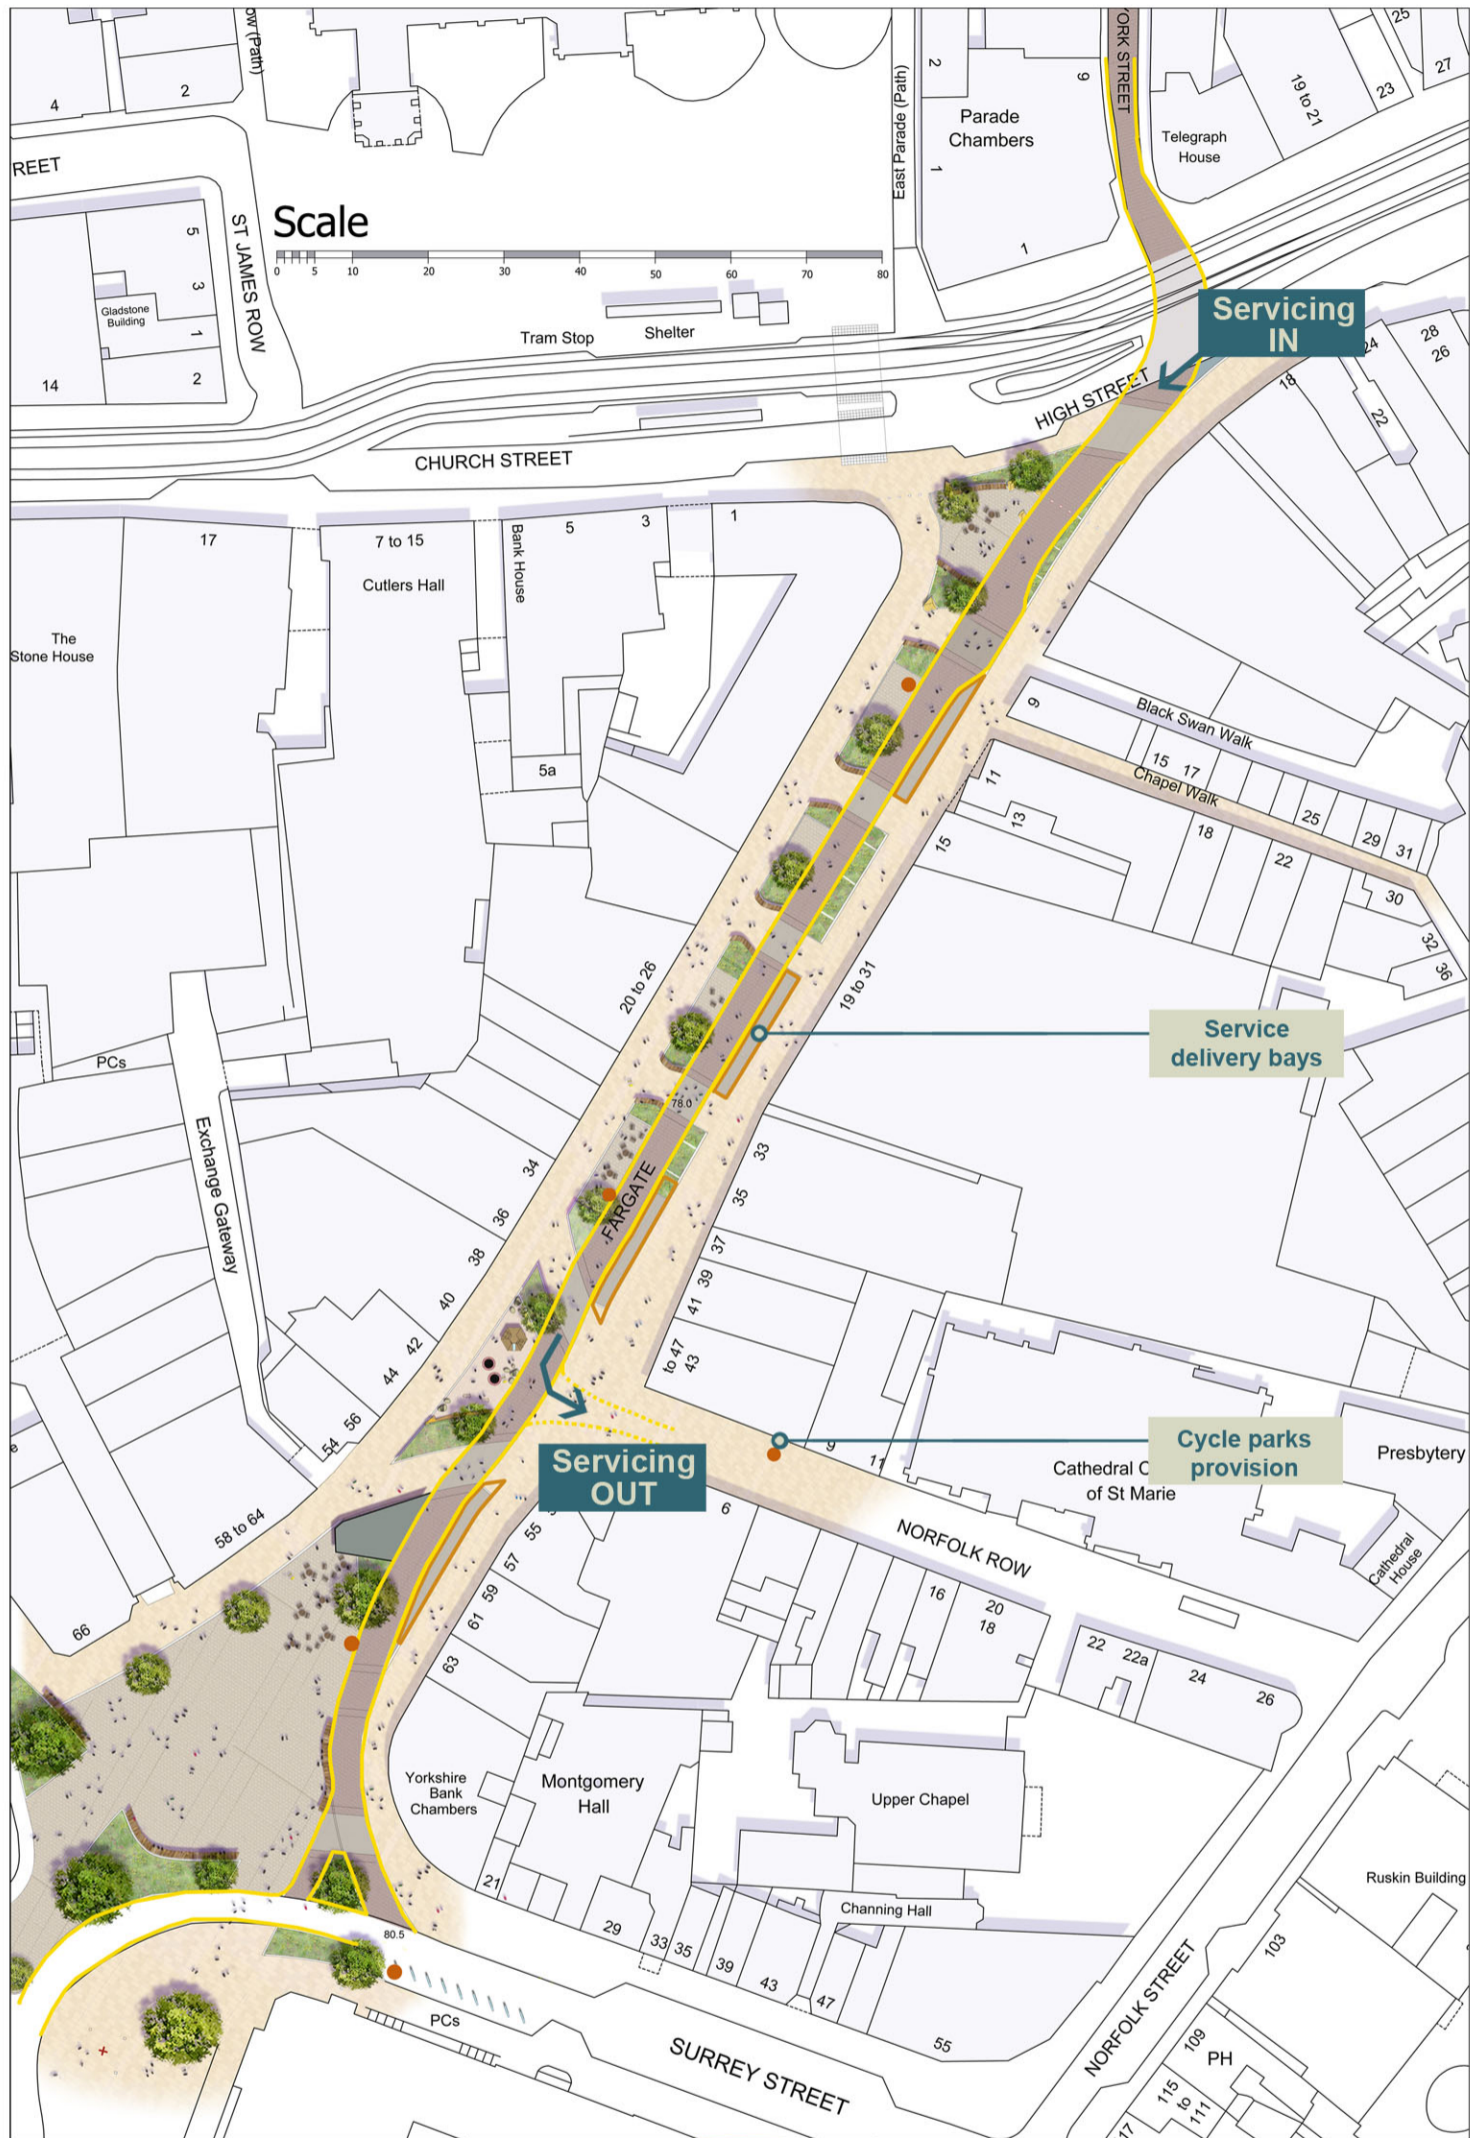 ow (Path)
4
2
REET
5
3
1
2
14
Gladstone
Building
ST JAMES ROW
Scale
0
5
10
20
30
40
50
60
70
80
Tram Stop
Shelter
East Parade (Path)
2
1
9
Parade
Chambers
1
YORK STREET
Telegraph
House
19 to 21
23
25
27
Servicing
IN
HIGH STREET
CHURCH STREET
24
28
26
18
22
17
7 to 15
Cutlers Hall
Bank House
5
3
1
The
Stone House
5a
9
Black Swan Walk
15
17
Chapel Walk
11
13
15
18
22
25
29
31
30
32
36
20 to 26
19 to 31
Service
delivery bays
PCs
Exchange Gateway
78.0
FARGATE
34
36
38
40
42
44
56
54
58 to 64
66
33
35
37
39
41
to 47
43
9
11
Cycle parks
provision
Cathedral C
of St Marie
Presbytery
Cathedral
House
Servicing
OUT
6
NORFOLK ROW
16
20
18
22
22a
24
26
55
57
59
61
63
Yorkshire
Bank
Chambers
Montgomery
Hall
Upper Chapel
Channing Hall
Ruskin Building
21
29
33
35
39
43
47
55
80.5
PCs
SURREY STREET
NORFOLK STREET
103
109
PH
115
to
111
17